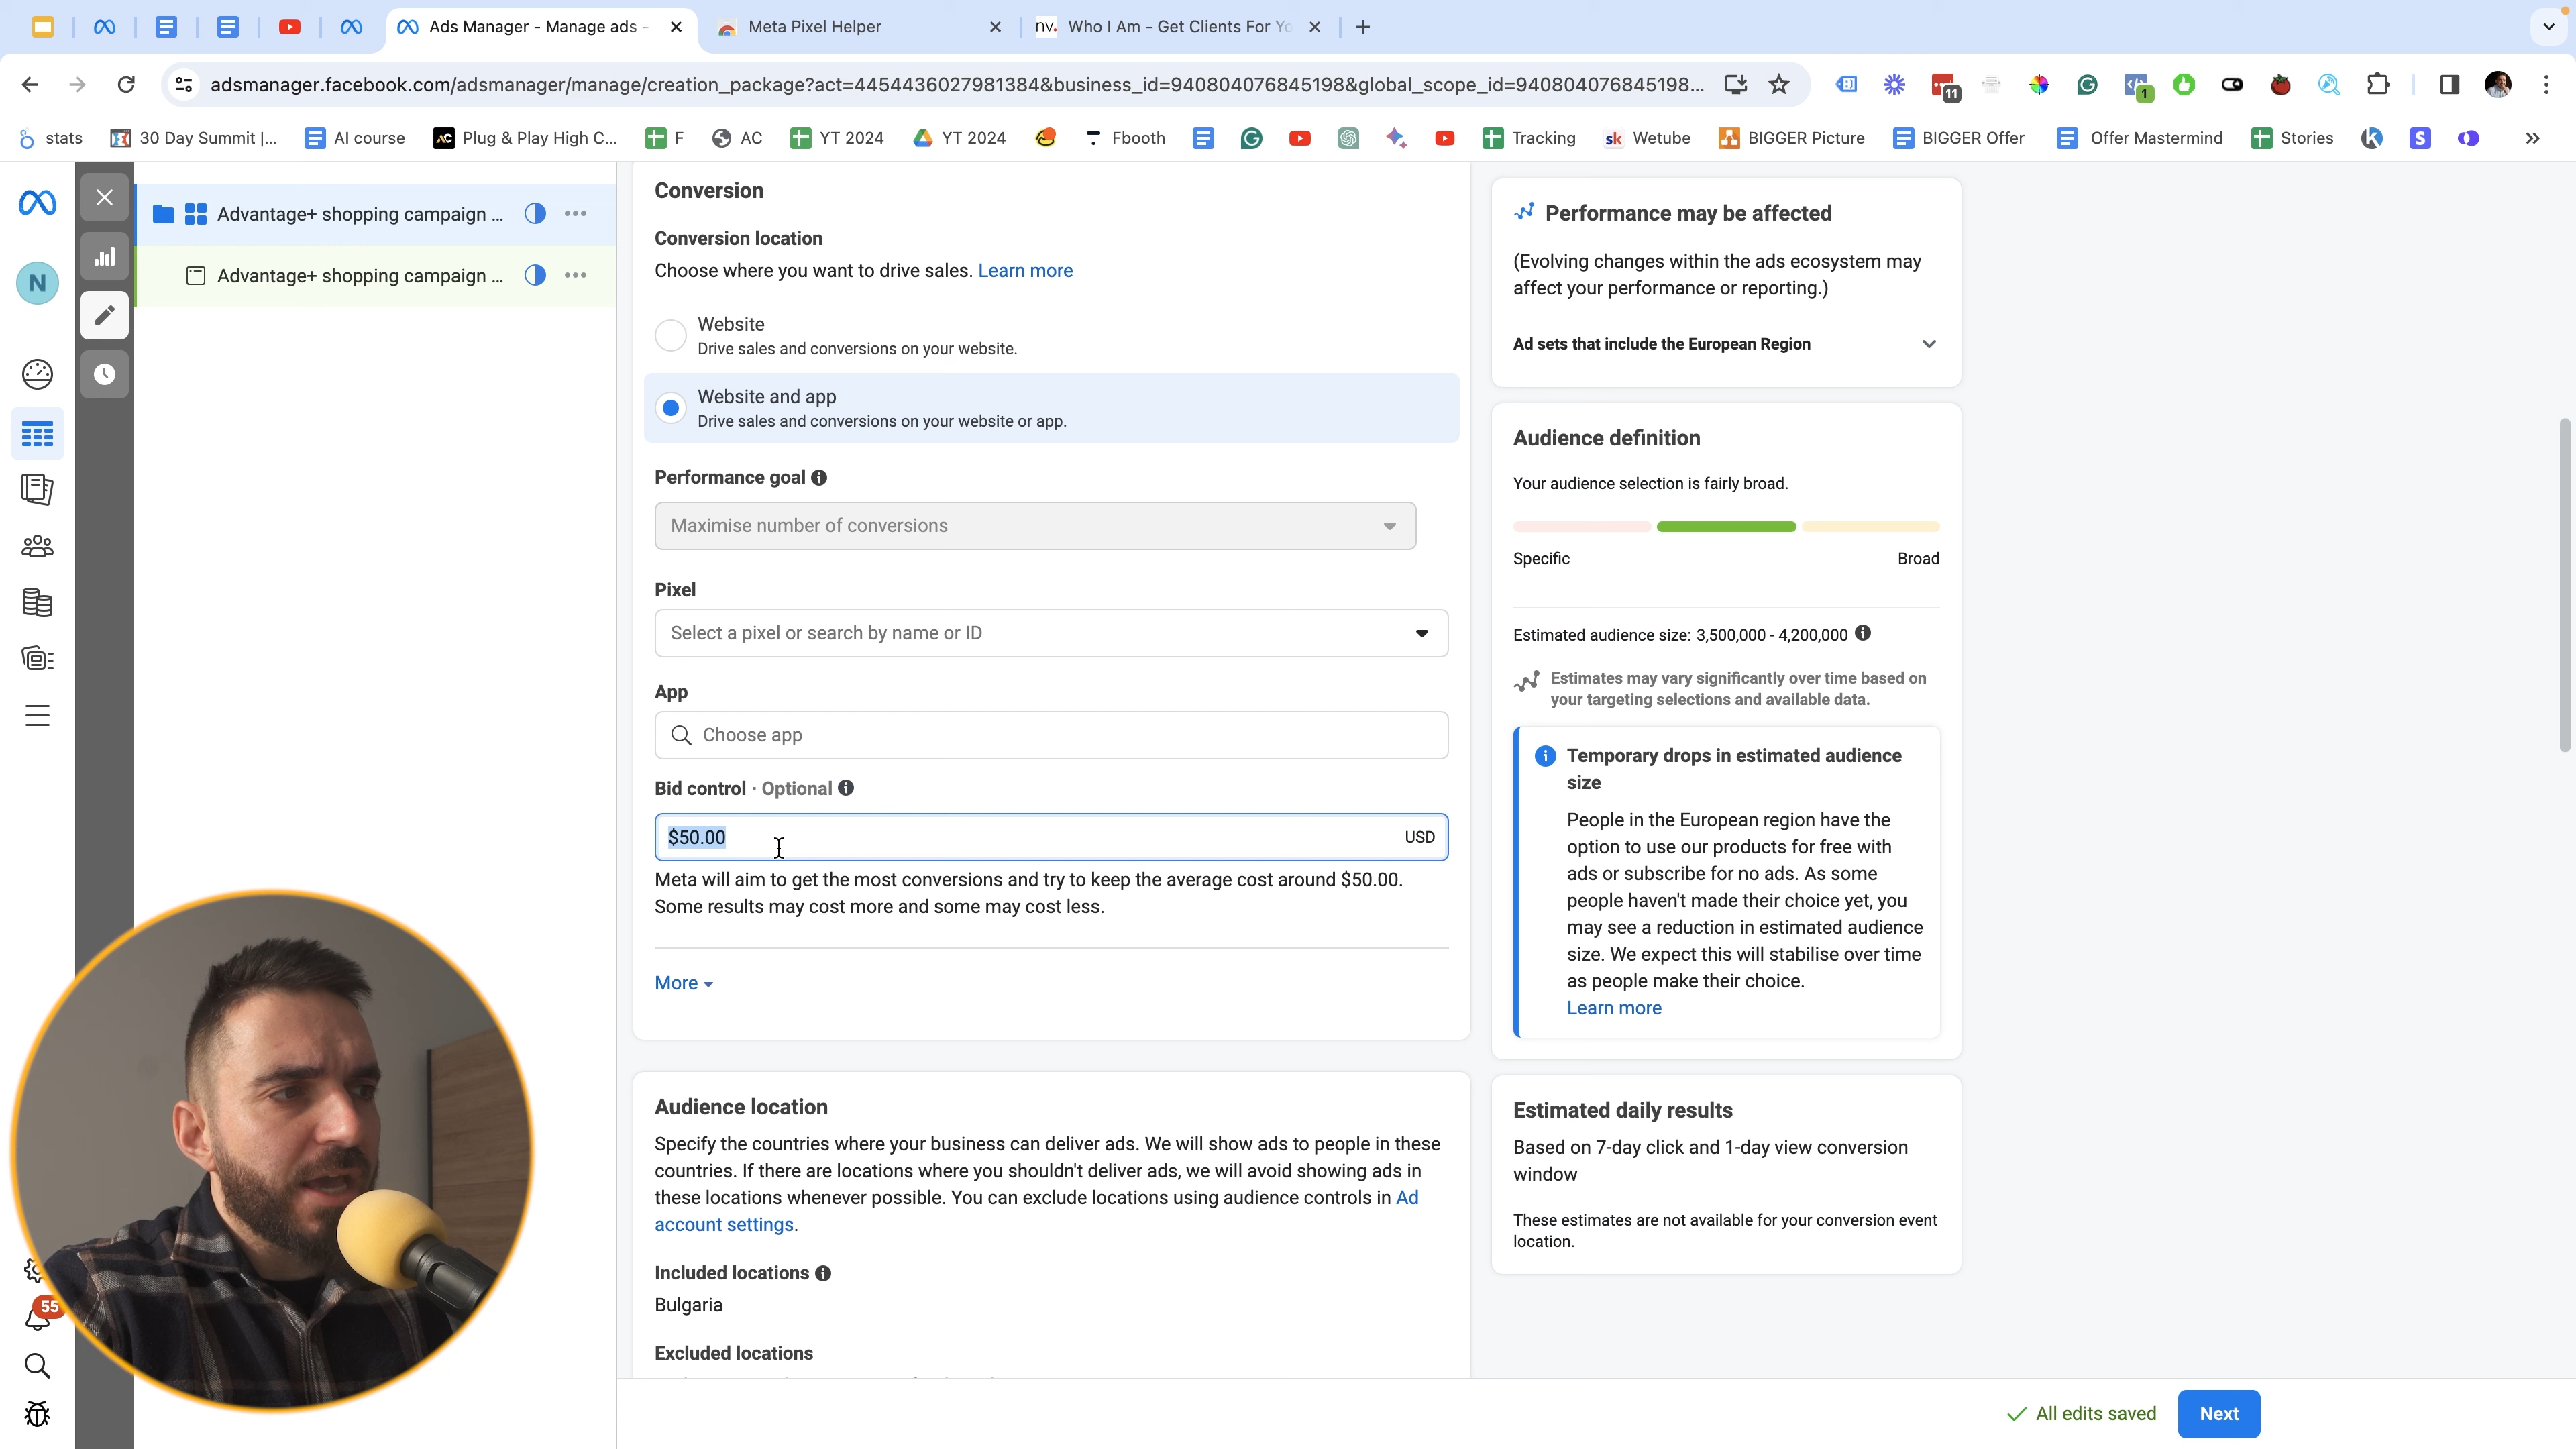 Ads Manager - Manage ads -
Meta Pixel Helper
nv. Who I Am - Get Clients For Yo
adsmanager.facebook.com/adsmanager/manage/creation_package?act=4454436027981384&business_id=940804076845198&global_scope_id=940804076845198...
11
1
stats
30 Day Summit |...
AI course
AC Plug & Play High C...
F
AC
YT 2024
YT 2024
Fbooth
Tracking
sk Wetube
BIGGER Picture
BIGGER Offer
Offer Mastermind
Stories
S
N
55
Advantage+ shopping campaign ...
Advantage+ shopping campaign ...
Conversion
Conversion location
Choose where you want to drive sales. Learn more
Website
Drive sales and conversions on your website.
Website and app
Drive sales and conversions on your website or app.
Performance goal
Maximise number of conversions
Pixel
Select a pixel or search by name or ID
App
Choose app
Bid control · Optional
$50.00 USD
Meta will aim to get the most conversions and try to keep the average cost around $50.00.
Some results may cost more and some may cost less.
More
Audience location
Specify the countries where your business can deliver ads. We will show ads to people in these
countries. If there are locations where you shouldn't deliver ads, we will avoid showing ads in
these locations whenever possible. You can exclude locations using audience controls in Ad
account settings.
Included locations
Bulgaria
Excluded locations
Performance may be affected
(Evolving changes within the ads ecosystem may
affect your performance or reporting.)
Ad sets that include the European Region
Audience definition
Your audience selection is fairly broad.
Specific Broad
Estimated audience size: 3,500,000 - 4,200,000
Estimates may vary significantly over time based on
your targeting selections and available data.
Temporary drops in estimated audience
size
People in the European region have the
option to use our products for free with
ads or subscribe for no ads. As some
people haven't made their choice yet, you
may see a reduction in estimated audience
size. We expect this will stabilise over time
as people make their choice.
Learn more
Estimated daily results
Based on 7-day click and 1-day view conversion
window
These estimates are not available for your conversion event
location.
All edits saved
Next